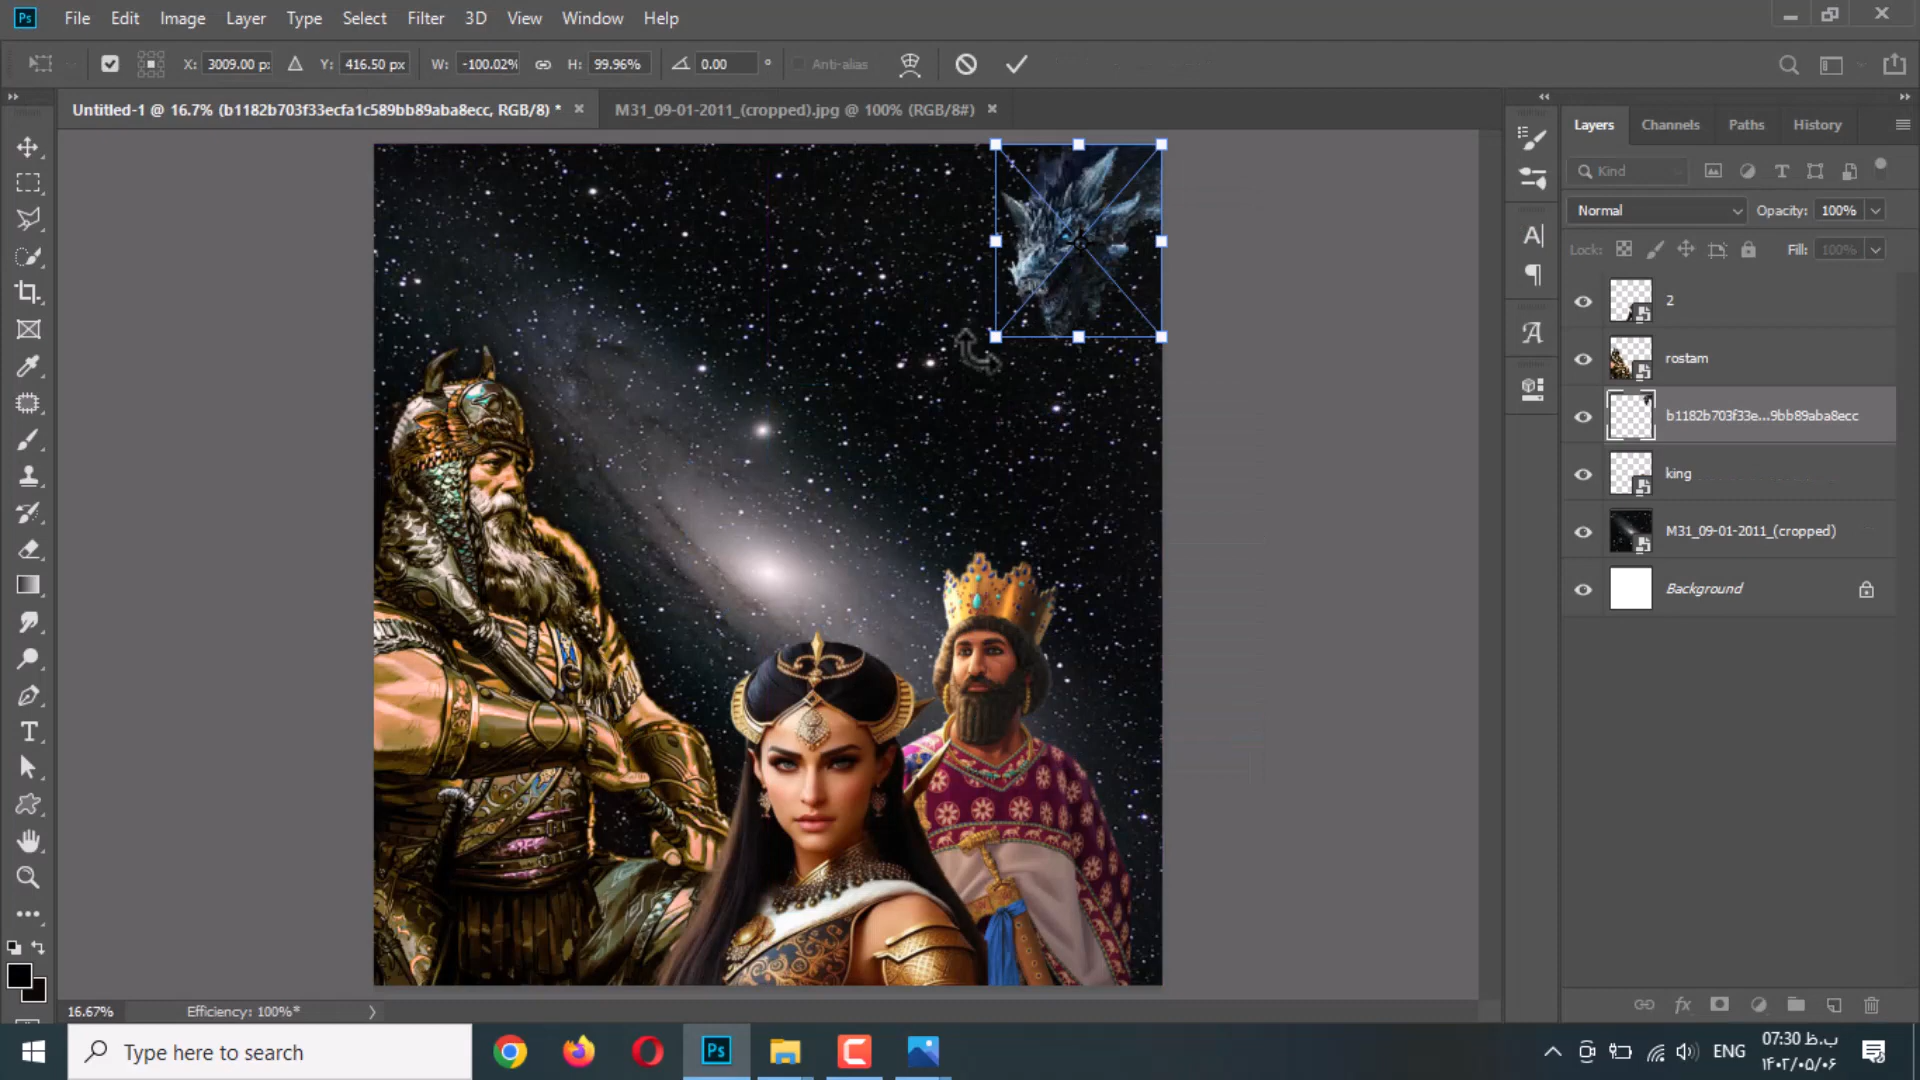 Ps File Edit Image Layer Type Select Filter 3D View Window Help
X: 3009.00 p: Y: 416.50 px W: -100.02% H: 99.96% 0.00 ° Anti-alias
Untitled-1 @ 16.7% (b1182b703f33ecfa1c589bb89aba8ecc, RGB/8) * M31_09-01-2011_(cropped).jpg @ 100% (RGB/8#)
Layers Channels Paths History
Kind
Normal Opacity: 100%
Lock: Fill: 100%
2
rostam
b1182b703f33e...9bb89aba8ecc
king
M31_09-01-2011_(cropped)
Background
16.67% Efficiency: 100%*
Type here to search
Ps
ENG
07:30 ب.ظ
۱۴۰۲/۰۵/۰۶